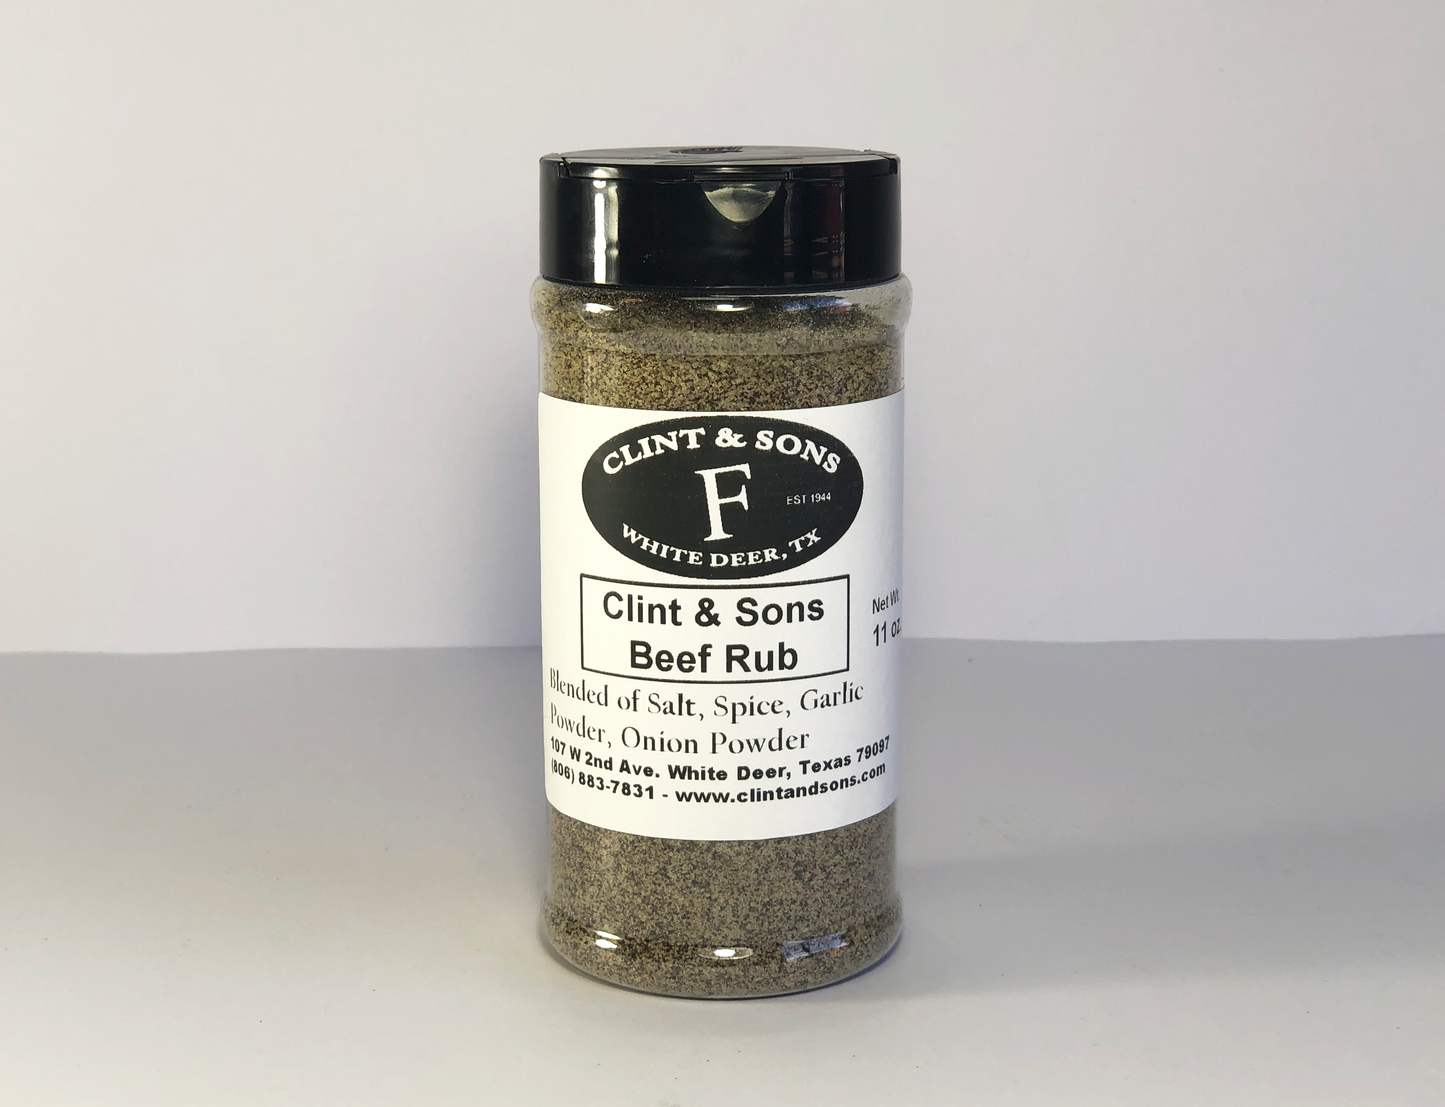 CLINT & SONS
F
EST 1944
WHITE DEER, TX
Clint & Sons
Beef Rub
Net Wt.
11 oz.
Blended of Salt, Spice, Garlic
Powder, Onion Powder
107 W 2nd Ave. White Deer, Texas 79097
(806) 883-7831 - www.clintandsons.com